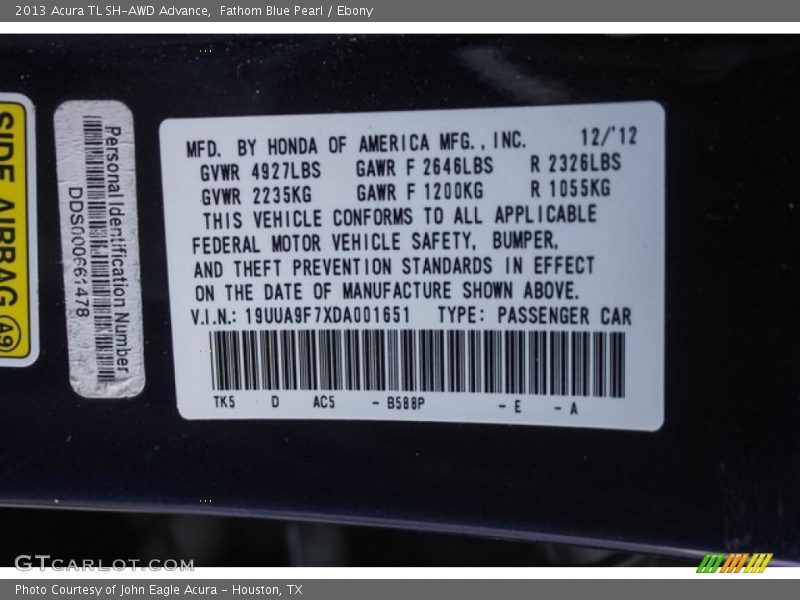 2013 Acura TL SH-AWD Advance, Fathom Blue Pearl / Ebony
SIDE AIRBAG A9
Personal Identification Number
DDS000661478
MFD. BY HONDA OF AMERICA MFG., INC. 12/'12
GVWR 4927LBS GAWR F 2646LBS R 2326LBS
GVWR 2235KG GAWR F 1200KG R 1055KG
THIS VEHICLE CONFORMS TO ALL APPLICABLE
FEDERAL MOTOR VEHICLE SAFETY, BUMPER,
AND THEFT PREVENTION STANDARDS IN EFFECT
ON THE DATE OF MANUFACTURE SHOWN ABOVE.
V.I.N.: 19UUA9F7XDA001651 TYPE: PASSENGER CAR
TK5 D AC5 - B588P - E - A
GTCARLOT.COM
Photo Courtesy of John Eagle Acura - Houston, TX